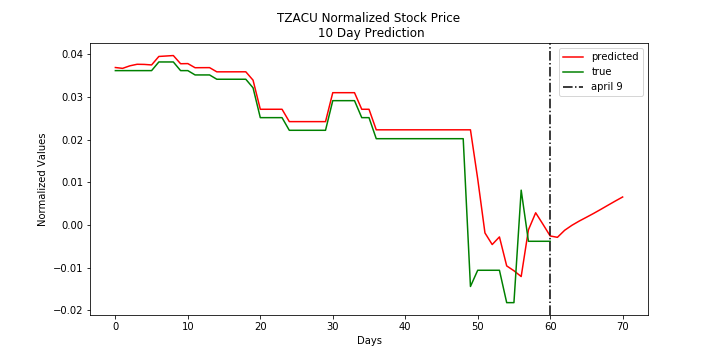 TZACU Normalized Stock Price
10 Day Prediction
predicted
true
april 9
Normalized Values
0.04
0.03
0.02
0.01
0.00
−0.01
−0.02
0 10 20 30 40 50 60 70
Days